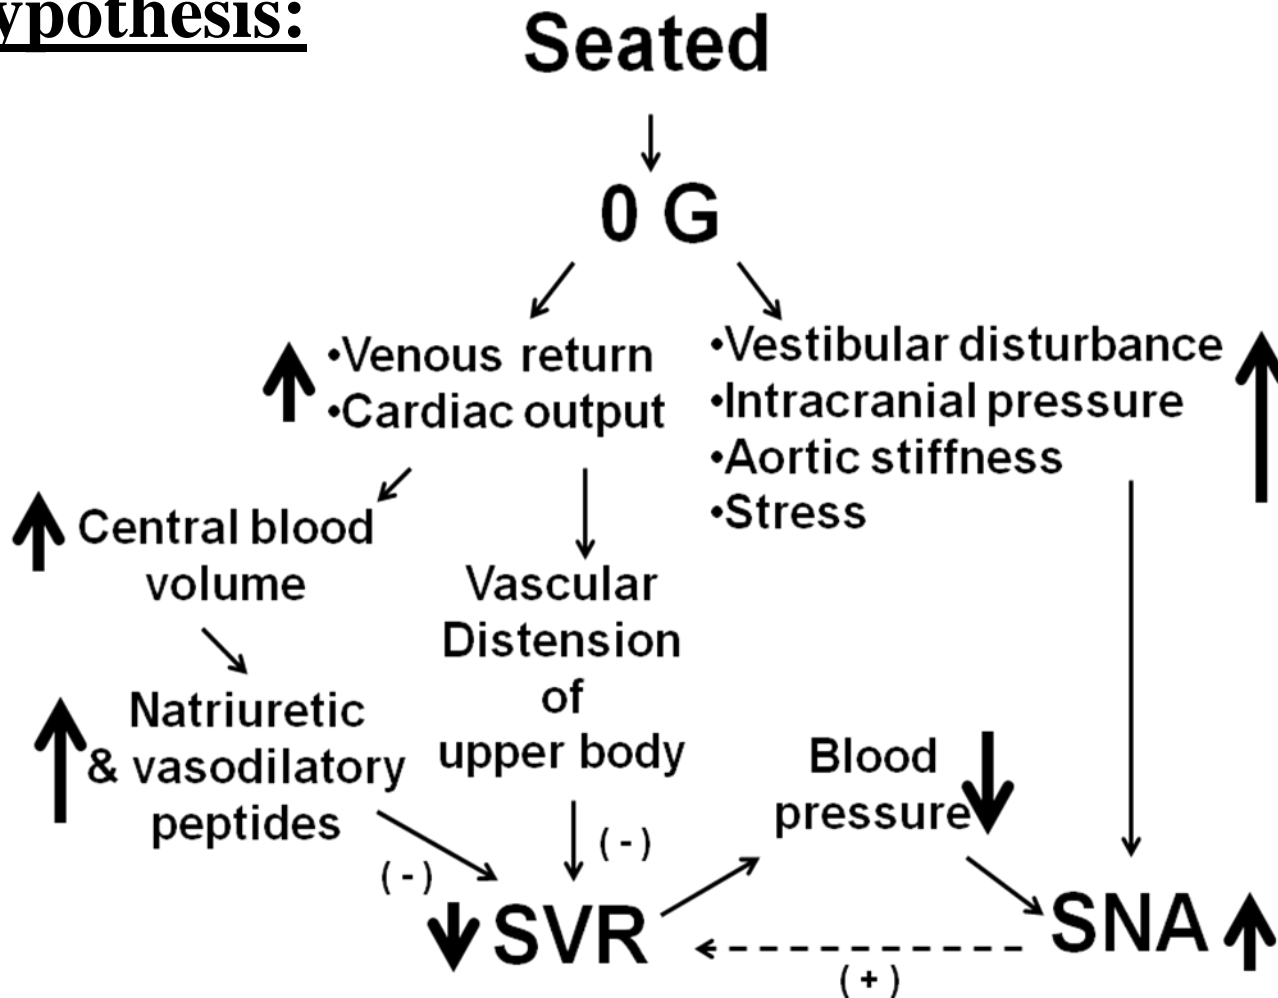 ypothesis:
Seated
0 G
•Venous return
•Cardiac output
•Vestibular disturbance
•Intracranial pressure
•Aortic stiffness
•Stress
Central blood
volume
Vascular
Distension
of
upper body
Natriuretic
& vasodilatory
peptides
Blood
pressure
(-)
(-)
SVR
SNA
(+)